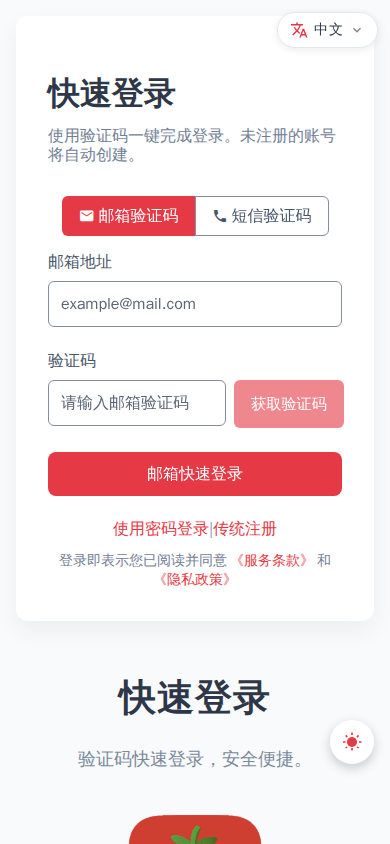 中文
快速登录
使用验证码一键完成登录。未注册的账号
将自动创建。
邮箱验证码 短信验证码
邮箱地址
example@mail.com
验证码
请输入邮箱验证码 获取验证码
邮箱快速登录
使用密码登录|传统注册
登录即表示您已阅读并同意 《服务条款》 和
《隐私政策》
快速登录
验证码快速登录，安全便捷。